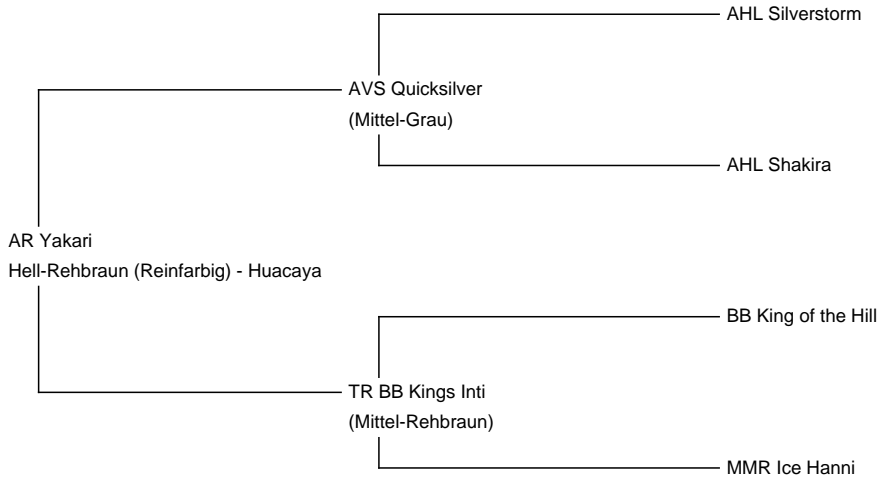 AHL Silverstorm
AVS Quicksilver
(Mittel-Grau)
AHL Shakira
AR Yakari
Hell-Rehbraun (Reinfarbig) - Huacaya
BB King of the Hill
TR BB Kings Inti
(Mittel-Rehbraun)
MMR Ice Hanni